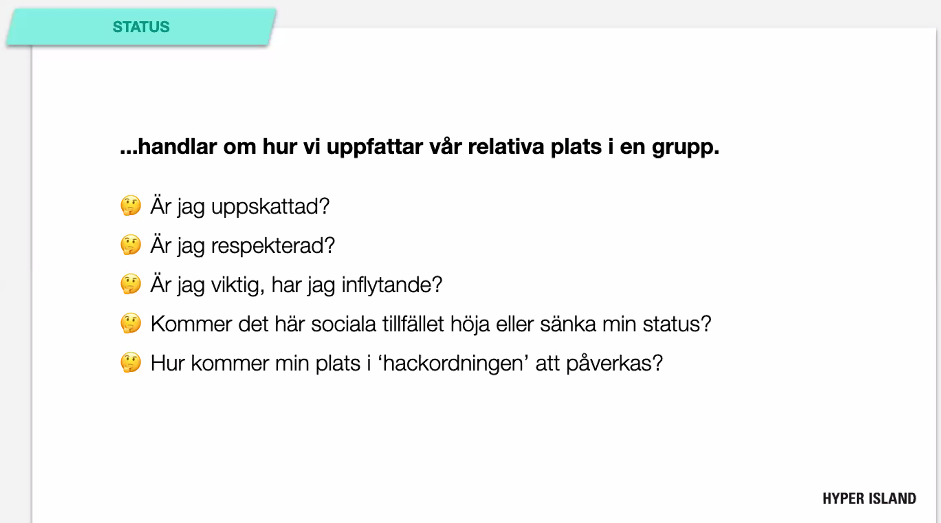 STATUS
...handlar om hur vi uppfattar vår relativa plats i en grupp.
🤔 Är jag uppskattad?
🤔 Är jag respekterad?
🤔 Är jag viktig, har jag inflytande?
🤔 Kommer det här sociala tillfället höja eller sänka min status?
🤔 Hur kommer min plats i ‘hackordningen’ att påverkas?
HYPER ISLAND